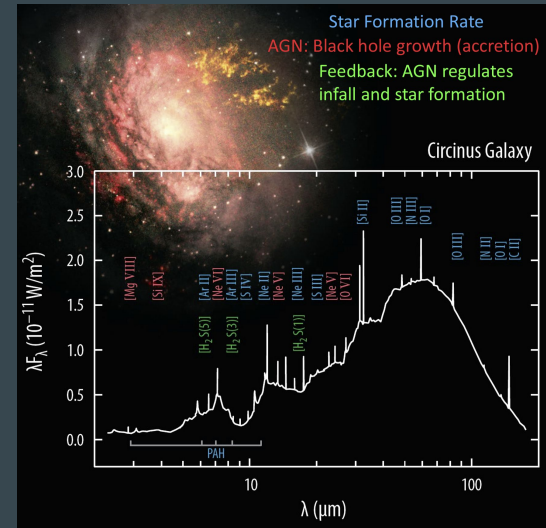 Star Formation Rate
AGN: Black hole growth (accretion)
Feedback: AGN regulates
infall and star formation
Circinus Galaxy
3.0
2.5
2.0
1.5
1.0
0.5
0.0
λFλ (10⁻¹¹ W/m²)
[Mg VIII]
[Si IX]
[Ar II]
[Ne VI]
[Ar III]
[S IV]
[Ne II]
[Ne V]
[Ne III]
[S III]
[Ne V]
[O VI]
[Si II]
[O III]
[N III]
[O I]
[O III]
[N II]
[O I]
[C II]
[H₂ S(5)]
[H₂ S(3)]
[H₂ S(1)]
PAH
10
100
λ (μm)